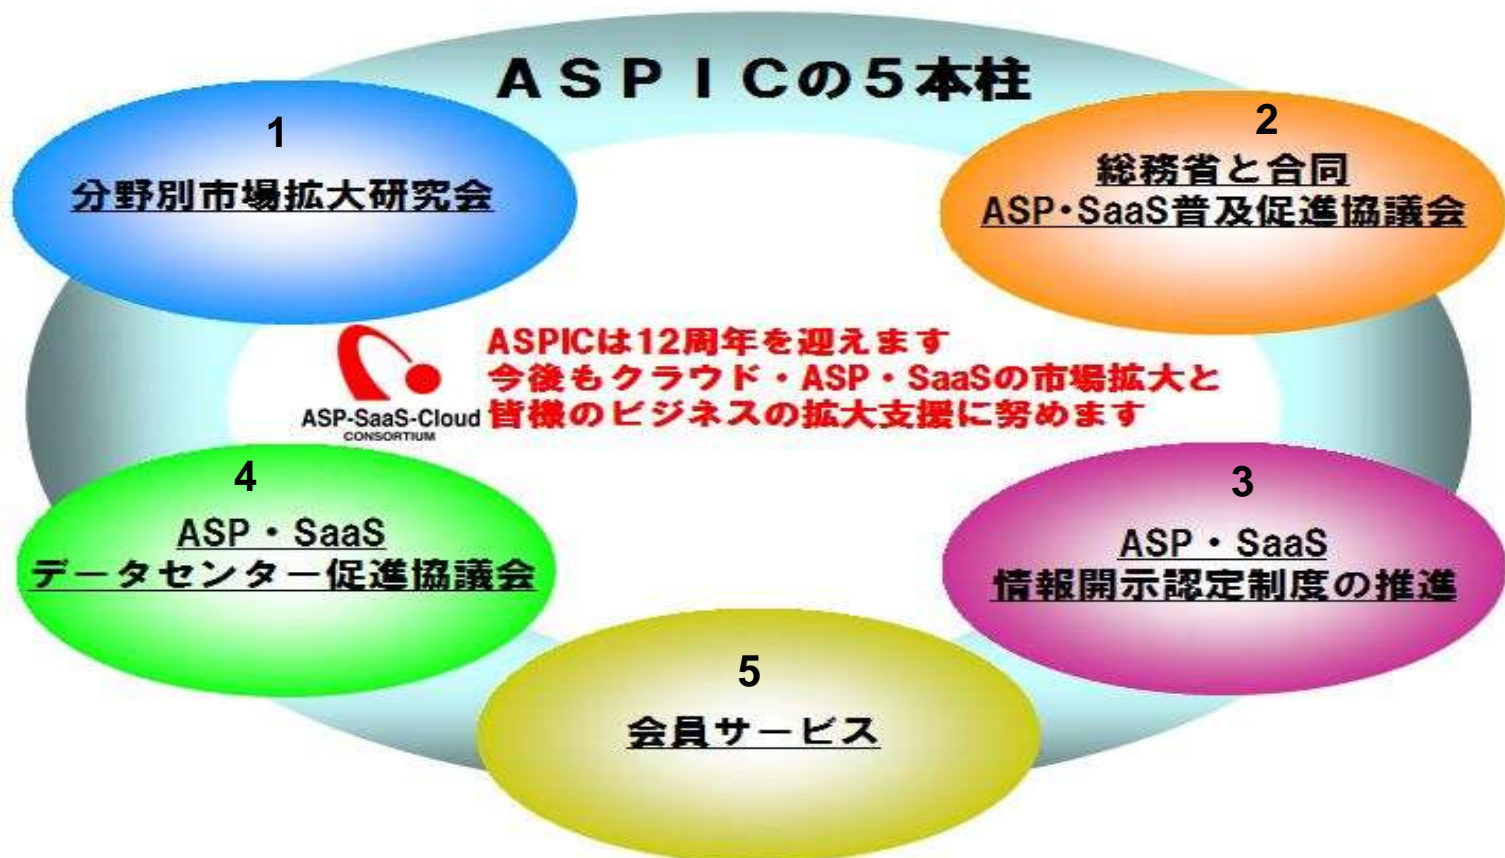 ASPICの5本柱
1
分野別市場拡大研究会
2
総務省と合同
ASP・SaaS普及促進協議会
ASPICは12周年を迎えます
今後もクラウド・ASP・SaaSの市場拡大と
皆様のビジネスの拡大支援に努めます
ASP-SaaS-Cloud
CONSORTIUM
4
ASP・SaaS
データセンター促進協議会
3
ASP・SaaS
情報開示認定制度の推進
5
会員サービス